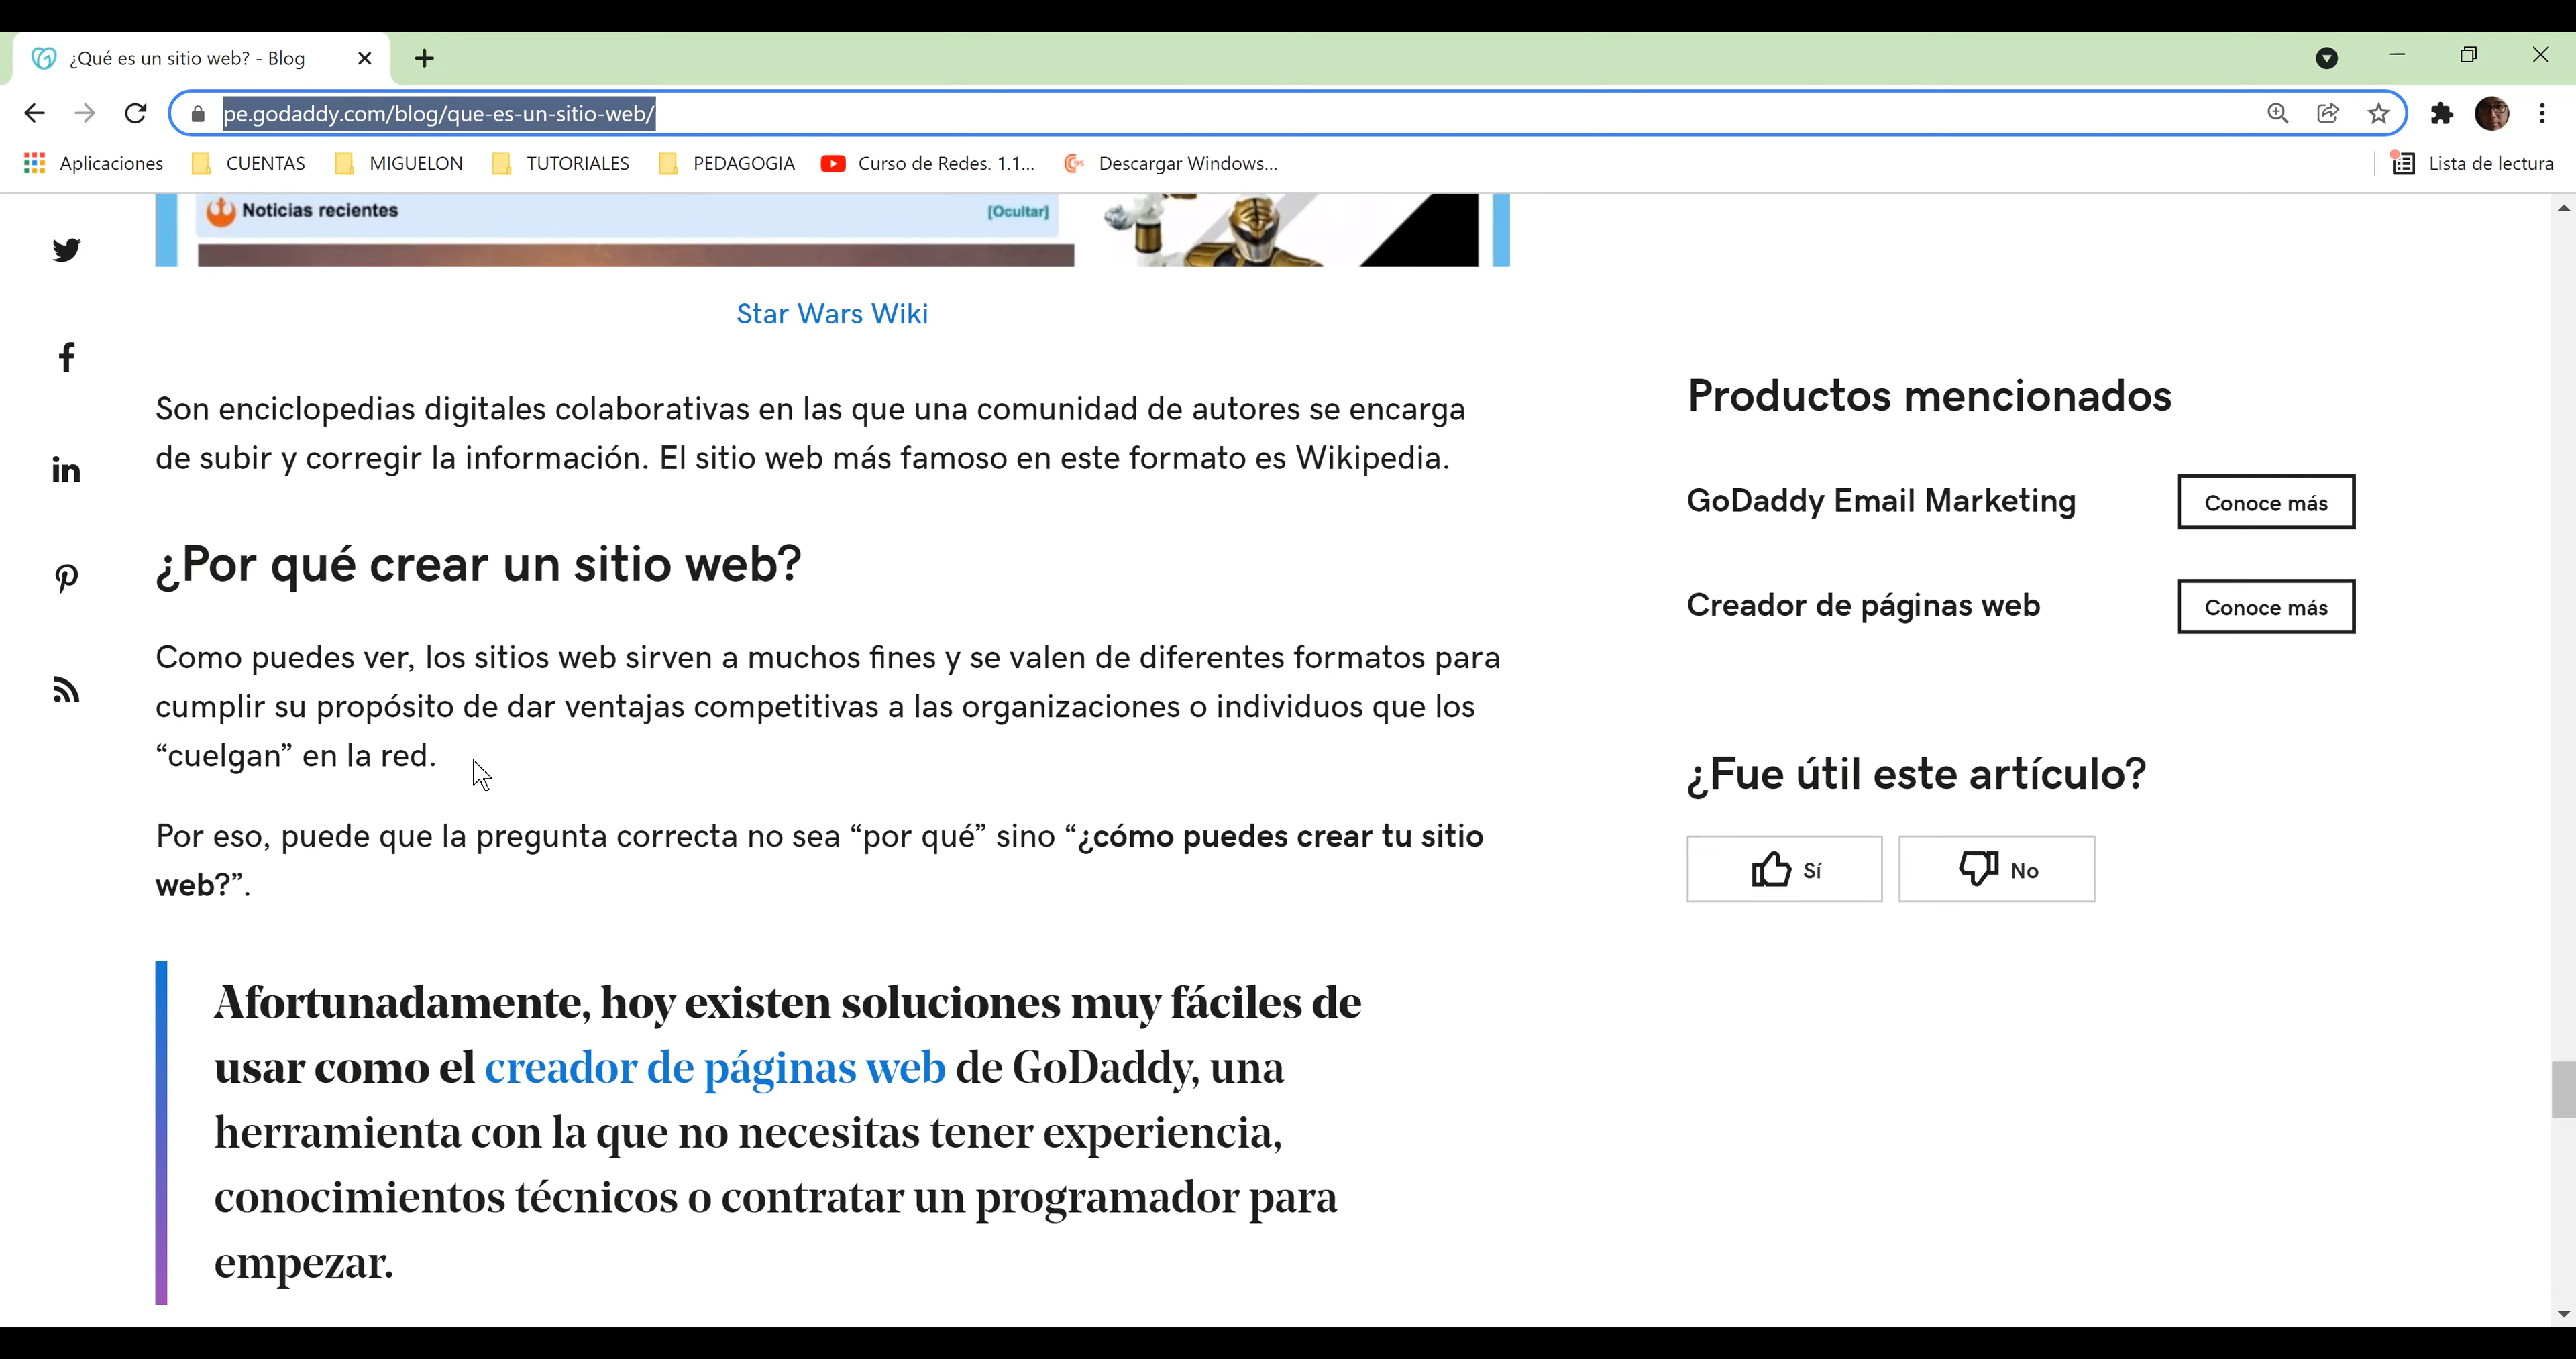 ¿Qué es un sitio web? - Blog
pe.godaddy.com/blog/que-es-un-sitio-web/
Aplicaciones CUENTAS MIGUELON TUTORIALES PEDAGOGIA Curso de Redes. 1.1... Descargar Windows... Lista de lectura
Noticias recientes [Ocultar]
Star Wars Wiki
Son enciclopedias digitales colaborativas en las que una comunidad de autores se encarga
de subir y corregir la información. El sitio web más famoso en este formato es Wikipedia.
¿Por qué crear un sitio web?
Como puedes ver, los sitios web sirven a muchos fines y se valen de diferentes formatos para
cumplir su propósito de dar ventajas competitivas a las organizaciones o individuos que los
“cuelgan” en la red.
Por eso, puede que la pregunta correcta no sea “por qué” sino “¿cómo puedes crear tu sitio
web?”.
Afortunadamente, hoy existen soluciones muy fáciles de
usar como el creador de páginas web de GoDaddy, una
herramienta con la que no necesitas tener experiencia,
conocimientos técnicos o contratar un programador para
empezar.
Productos mencionados
GoDaddy Email Marketing Conoce más
Creador de páginas web Conoce más
¿Fue útil este artículo?
Sí No